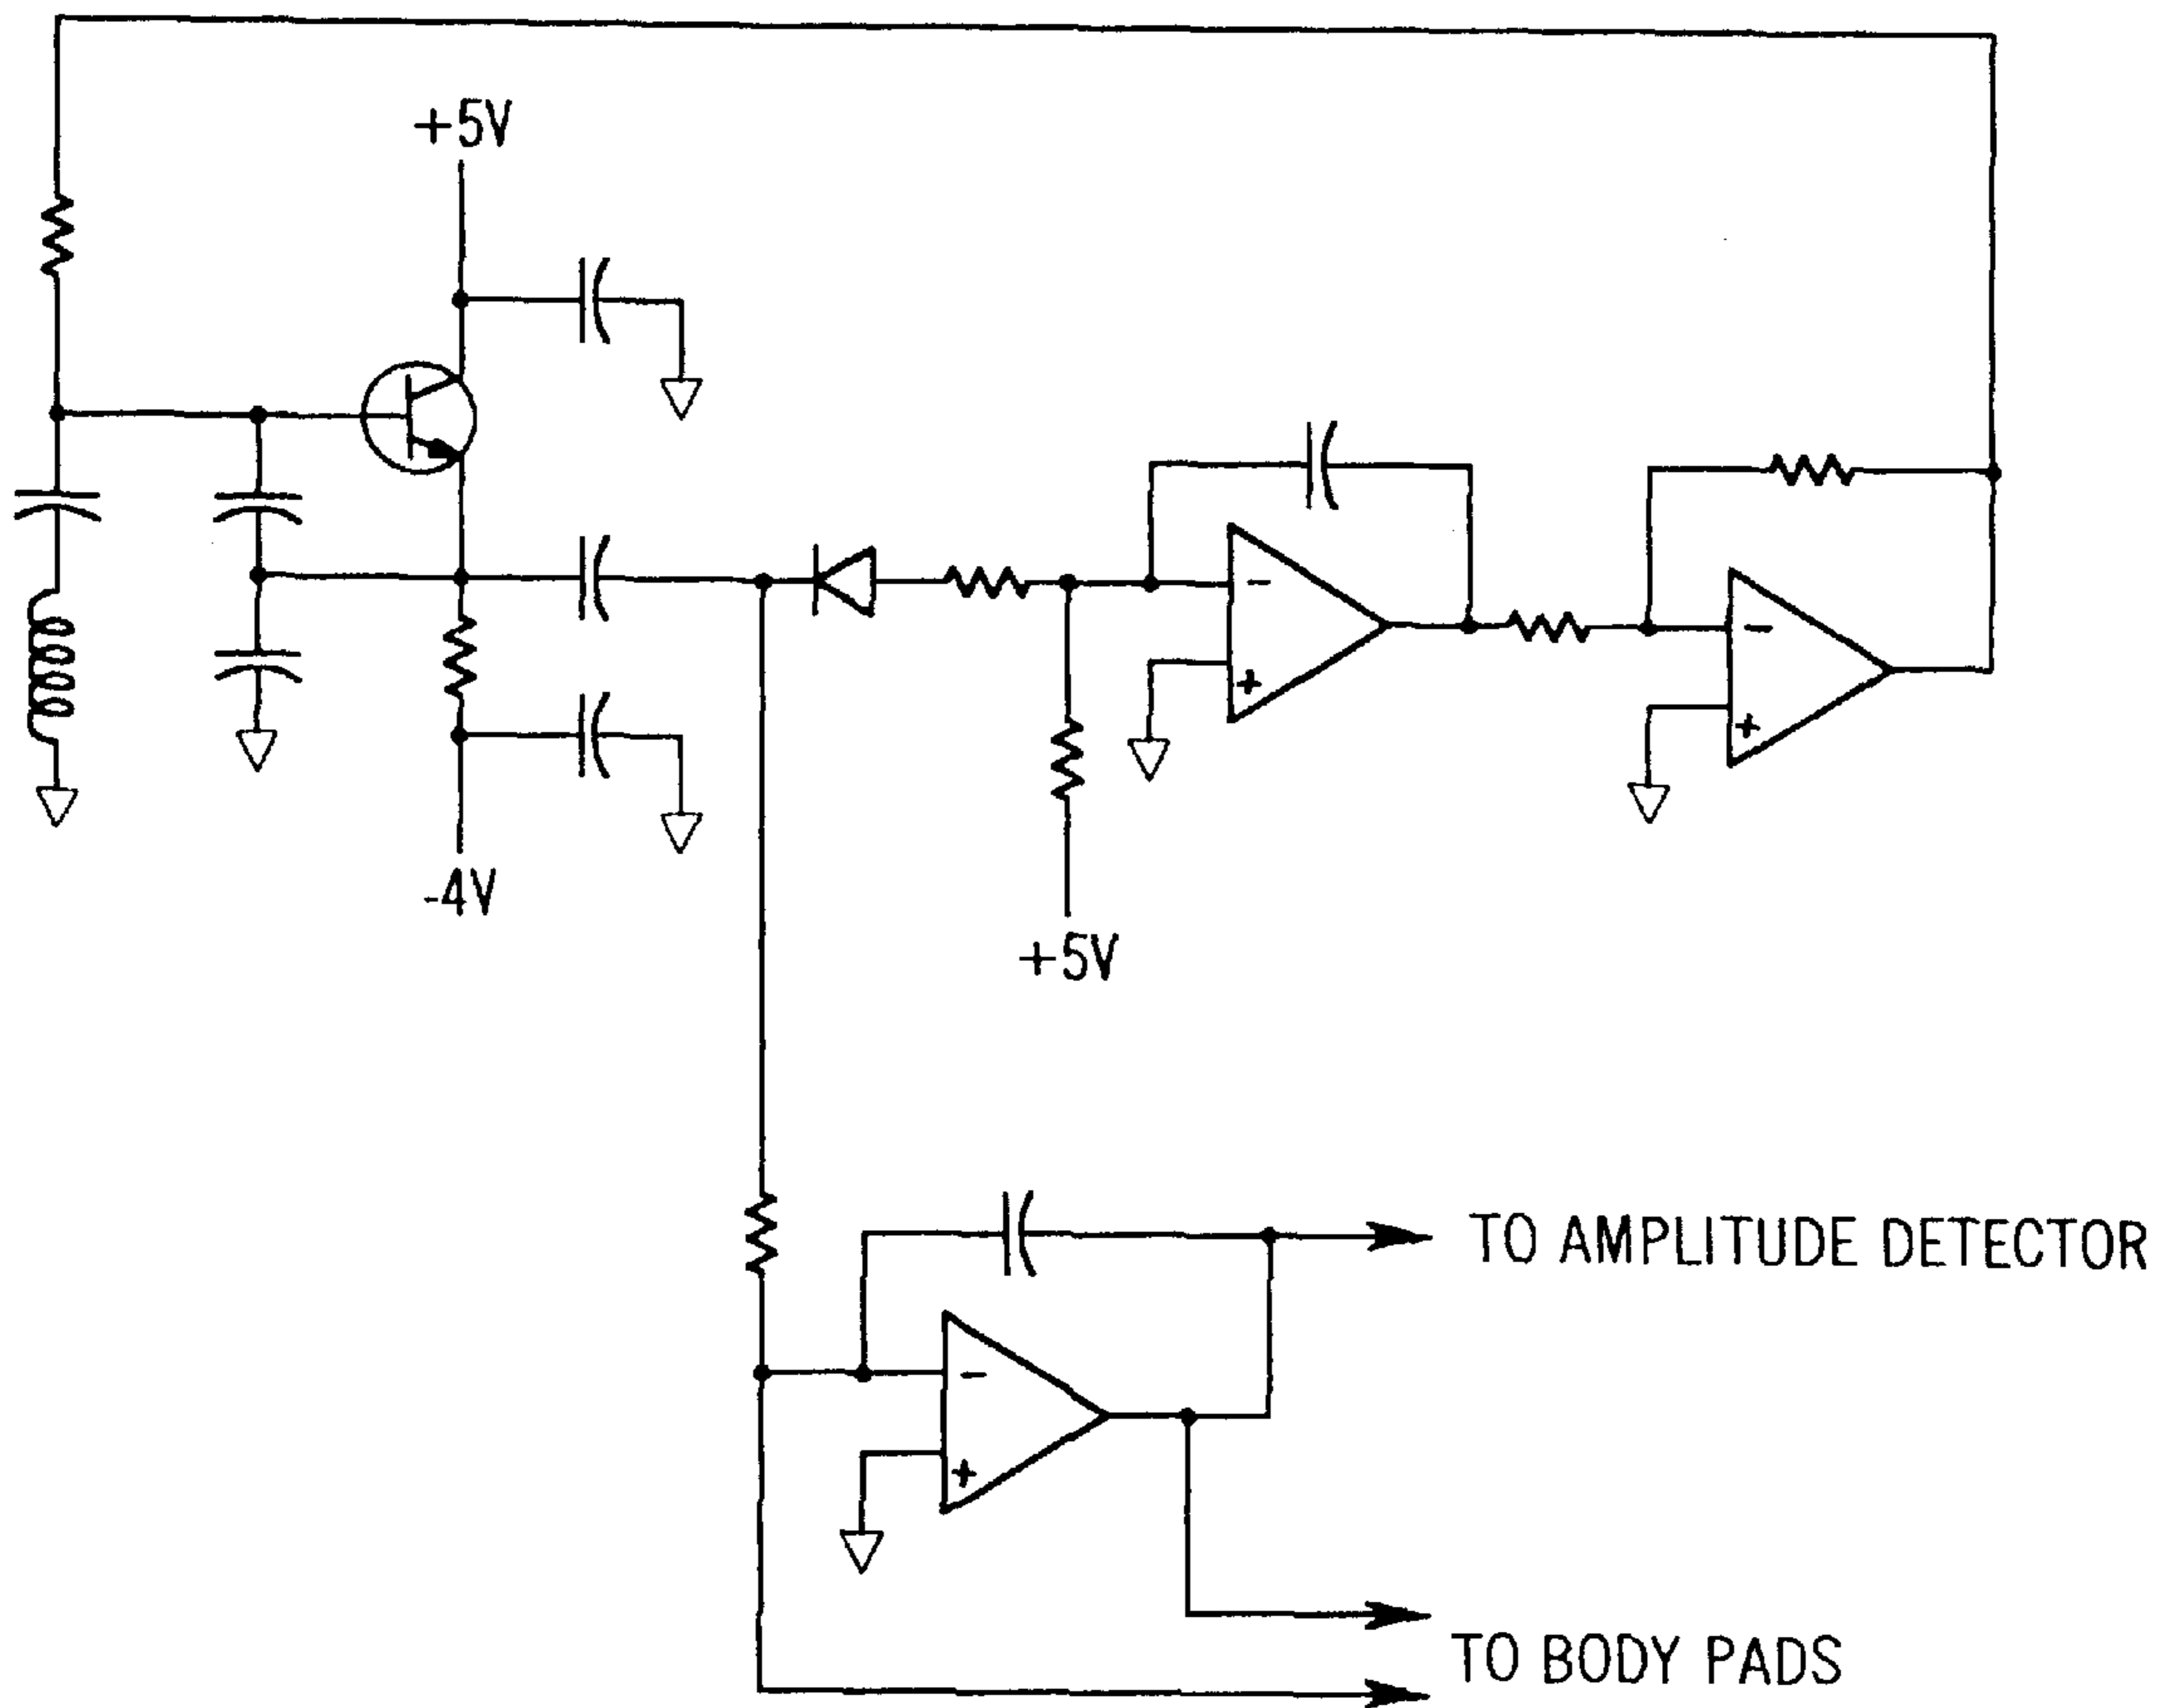 +5V
-4V
+5V
-
+
-
+
TO AMPLITUDE DETECTOR
-
+
TO BODY PADS